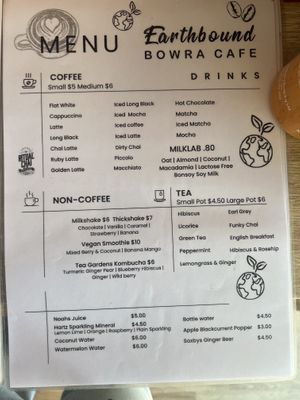 MENU
Earthbound
BOWRA CAFE
DRINKS
COFFEE
Small $5 Medium $6
Flat White
Cappuccino
Latte
Long Black
Chai Latte
Ruby Latte
Golden Latte
Iced Long Black
Iced Mocha
Iced coffee
Iced Latte
Dirty Chai
Piccolo
Macchiato
Hot Chocolate
Matcha
Iced Matcha
Mocha
MILKLAB .80
Oat | Almond | Coconut |
Macadamia | Lactose Free
Bonsoy Soy Milk
NON-COFFEE
Milkshake $6 Thickshake $7
Chocolate | Vanilla | Caramel |
Strawberry | Banana
Vegan Smoothie $10
Mixed Berry & Coconut | Banana Mango
Tea Gardens Kombucha $6
Turmeric Ginger Pear | Blueberry Hibiscus |
Ginger | Wild berry
TEA
Small Pot $4.50 Large Pot $6
Hibiscus
Licorice
Green Tea
Peppermint
Lemongrass & Ginger
Earl Grey
Funky Chai
English Breakfast
Hibiscus & Rosehip
Noahs Juice $5.00
Hartz Sparkling Mineral $4.50
Lemon Lime | Orange | Raspberry | Plain Sparkling
Coconut Water $6.00
Watermelon Water $6.00
Bottle water $4.50
Apple Blackcurrent Popper $3.00
Saxbys Ginger Beer $4.50